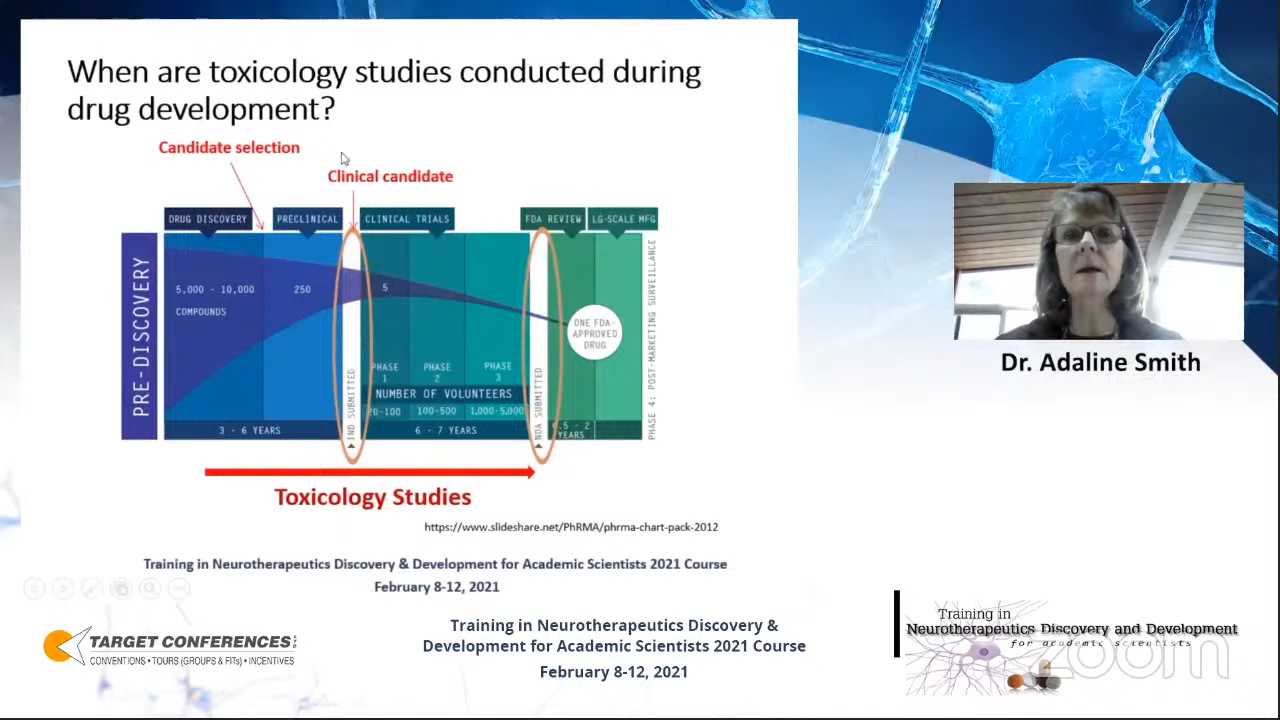 When are toxicology studies conducted during
drug development?
Candidate selection
Clinical candidate
DRUG DISCOVERY
PRECLINICAL
CLINICAL TRIALS
FDA REVIEW
LG-SCALE MFG
PRE-DISCOVERY
5,000 - 10,000
COMPOUNDS
250
5
ONE FDA-
APPROVED
DRUG
PHASE
1
PHASE
2
PHASE
3
NUMBER OF VOLUNTEERS
20-100
100-500
1,000-5,000
IND SUBMITTED
NDA SUBMITTED
3 - 6 YEARS
6 - 7 YEARS
.5 - 2
YEARS
PHASE 4: POST-MARKETING SURVEILLANCE
Toxicology Studies
https://www.slideshare.net/PhRMA/phrma-chart-pack-2012
Training in Neurotherapeutics Discovery & Development for Academic Scientists 2021 Course
February 8-12, 2021
Dr. Adaline Smith
TARGET CONFERENCES
CONVENTIONS • TOURS (GROUPS & FITs) • INCENTIVES
Training in Neurotherapeutics Discovery &
Development for Academic Scientists 2021 Course
February 8-12, 2021
Training in
Neurotherapeutics Discovery and Development
for academic scientists
zoom